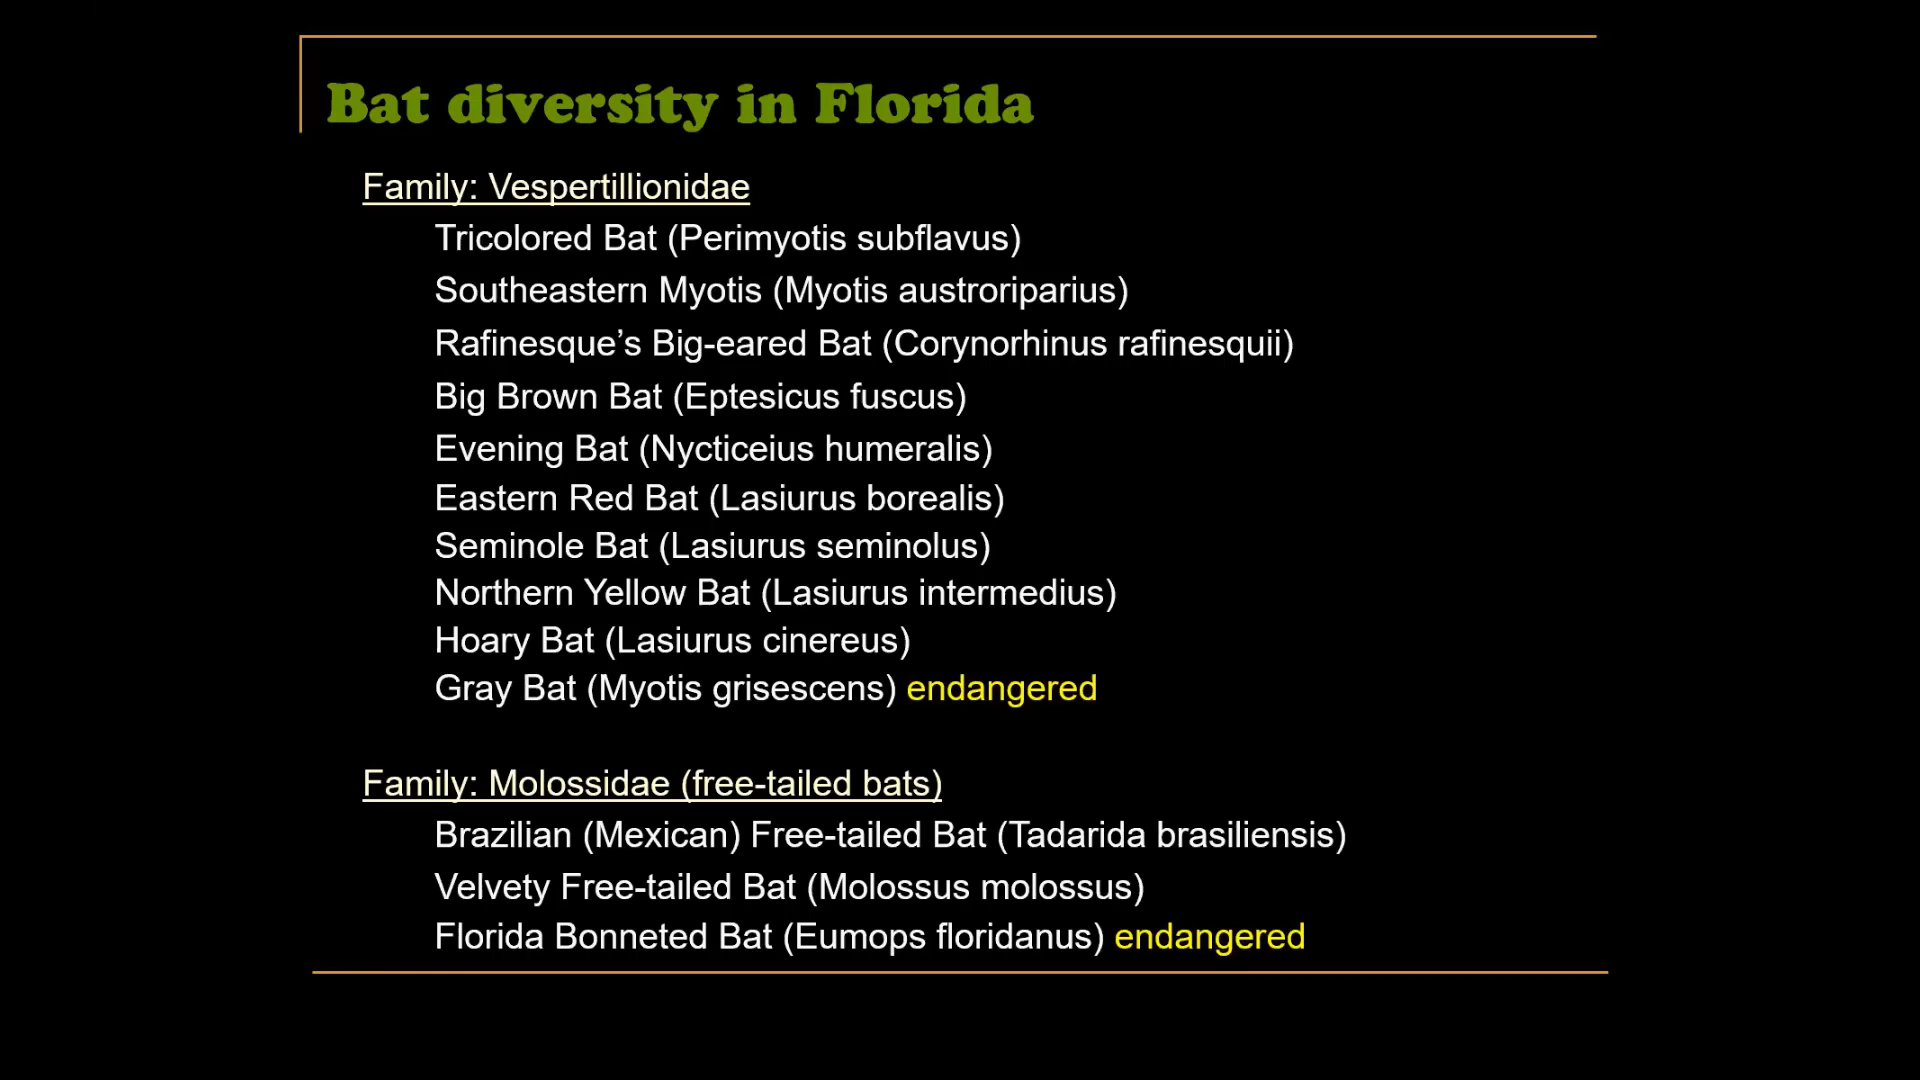 Bat diversity in Florida
Family: Vespertillionidae
Tricolored Bat (Perimyotis subflavus)
Southeastern Myotis (Myotis austroriparius)
Rafinesque’s Big-eared Bat (Corynorhinus rafinesquii)
Big Brown Bat (Eptesicus fuscus)
Evening Bat (Nycticeius humeralis)
Eastern Red Bat (Lasiurus borealis)
Seminole Bat (Lasiurus seminolus)
Northern Yellow Bat (Lasiurus intermedius)
Hoary Bat (Lasiurus cinereus)
Gray Bat (Myotis grisescens) endangered
Family: Molossidae (free-tailed bats)
Brazilian (Mexican) Free-tailed Bat (Tadarida brasiliensis)
Velvety Free-tailed Bat (Molossus molossus)
Florida Bonneted Bat (Eumops floridanus) endangered